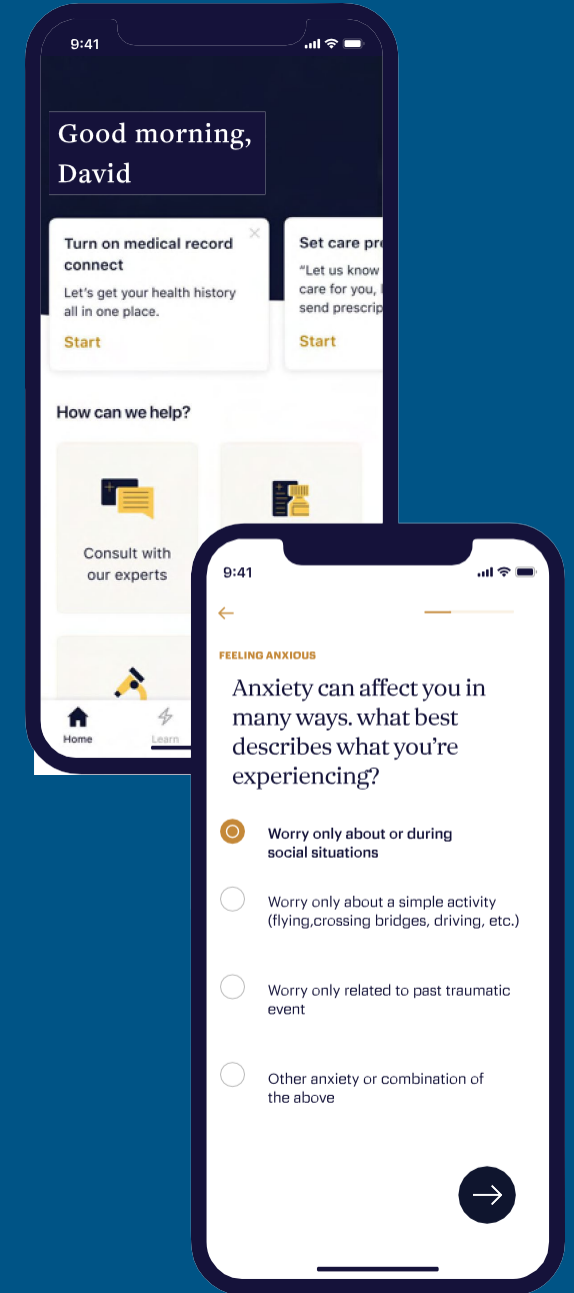 9:41
Good morning,
David
Turn on medical record
connect
Let's get your health history
all in one place.
Start
Set care
“Let us know
care for you,
send
Start
How can we help?
Consult with
our experts
Home
Learn
9:41
FEELING ANXIOUS
Anxiety can affect you in
many ways. what best
describes what you’re
experiencing?
Worry only about or during
social situations
Worry only about a simple activity
(flying,crossing bridges, driving, etc.)
Worry only related to past traumatic
event
Other anxiety or combination of
the above